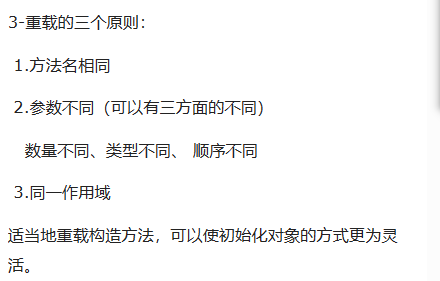 3-重载的三个原则：
1.方法名相同
2.参数不同（可以有三方面的不同）
数量不同、类型不同、 顺序不同
3.同一作用域
适当地重载构造方法，可以使初始化对象的方式更为灵
活。